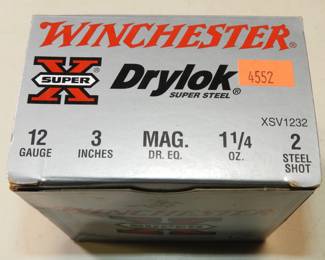 WINCHESTER
SUPER X Drylok® 4552
SUPER STEEL
XSV1232
12 3 MAG. 1 1/4 2
GAUGE INCHES DR. EQ. OZ. STEEL
SHOT
WINCHESTER